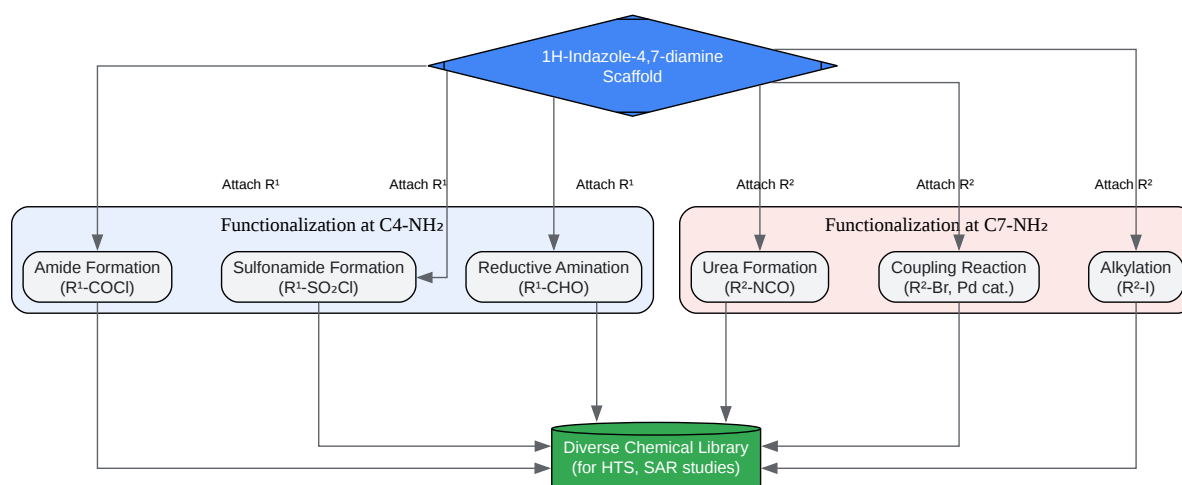 1H-Indazole-4,7-diamine
Scaffold
Attach R¹
Attach R¹
Attach R¹
Attach R²
Attach R²
Attach R²
Functionalization at C4-NH₂
Functionalization at C7-NH₂
Amide Formation
(R¹-COCl)
Sulfonamide Formation
(R¹-SO₂Cl)
Reductive Amination
(R¹-CHO)
Urea Formation
(R²-NCO)
Coupling Reaction
(R²-Br, Pd cat.)
Alkylation
(R²-I)
Diverse Chemical Library
(for HTS, SAR studies)